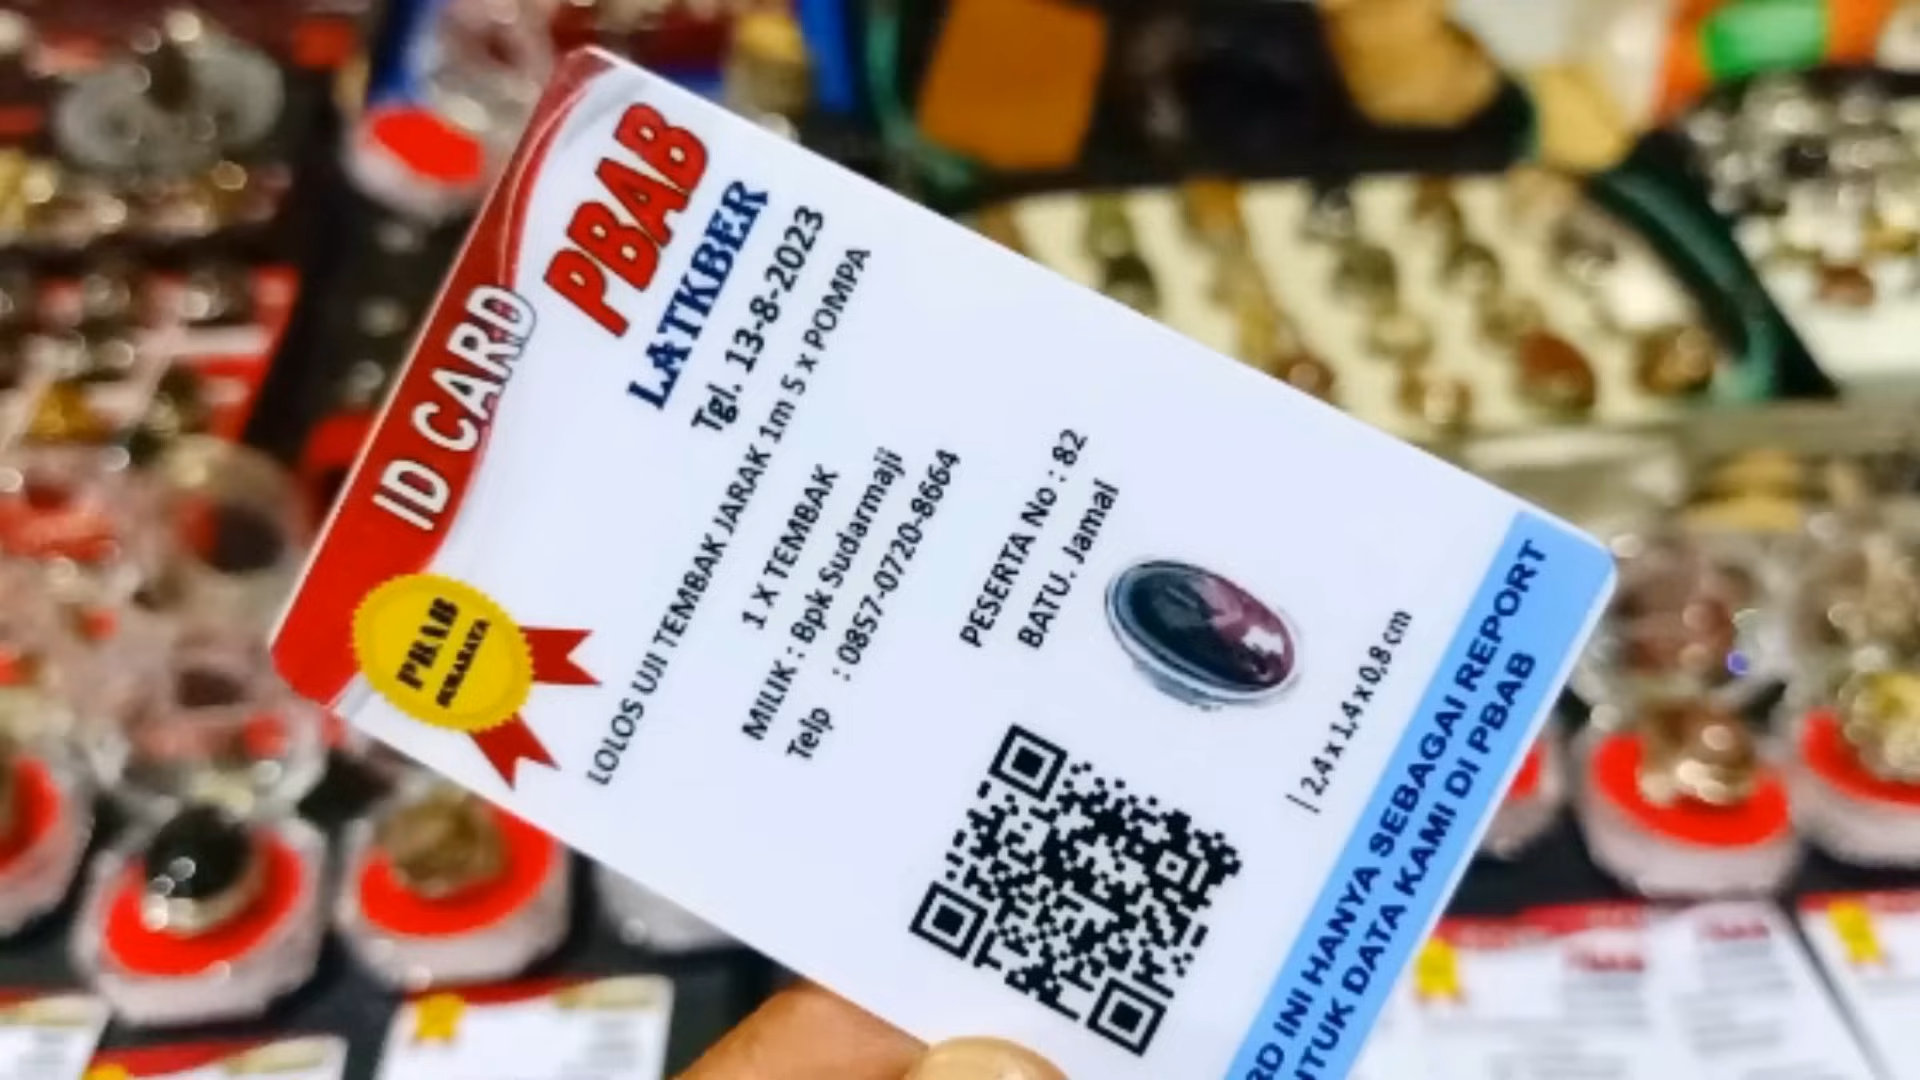 ID CARD
PBAB
LATKBER
Tgl. 13-8-2023
LOLOS UJI TEMBAK JARAK 1m 5 x POMPA
1 X TEMBAK
MILIK : Bpk Sudarmaji
Telp : 0857-0720-8664
PBAB
SURABAYA
PESERTA No : 82
BATU. Jamal
| 2,4 x 1,4 x 0,8 cm
RD INI HANYA SEBAGAI REPORT
NTUK DATA KAMI DI PBAB